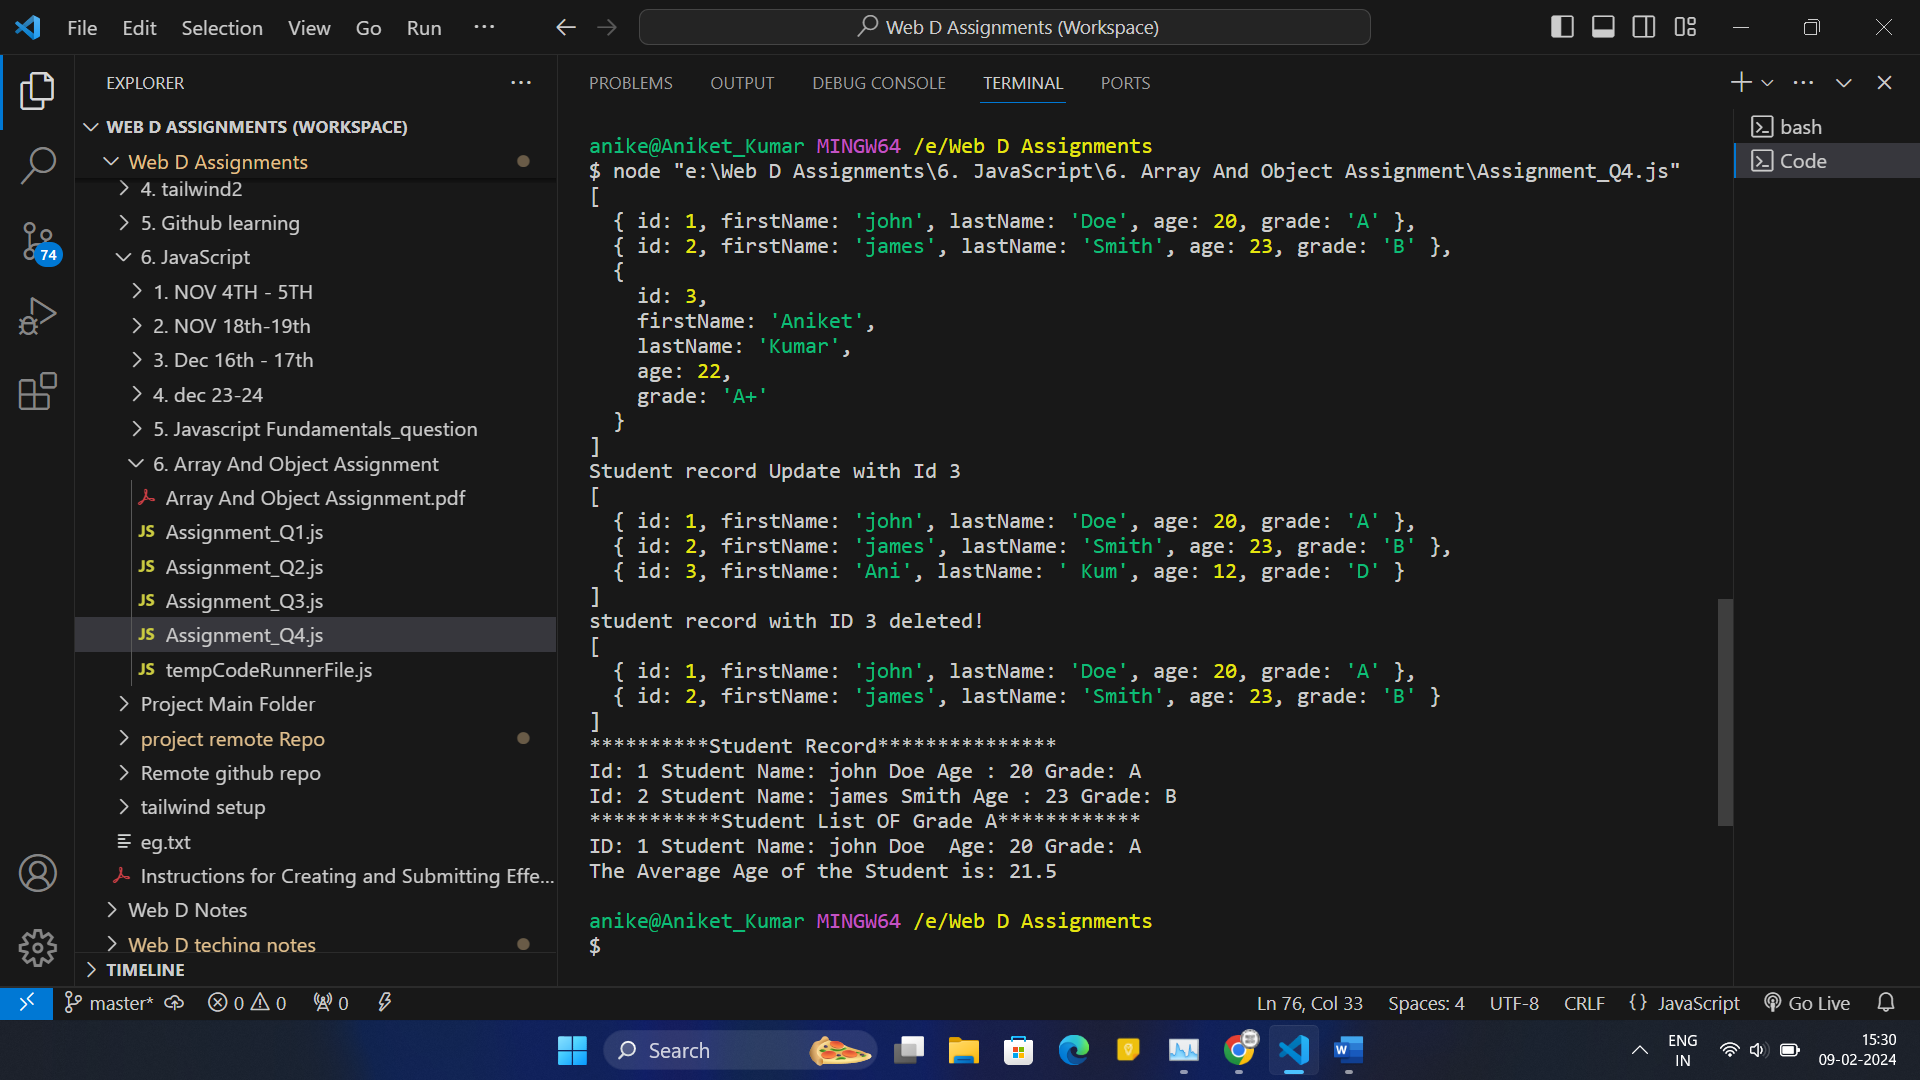 File Edit Selection View Go Run ···
Web D Assignments (Workspace)
EXPLORER
WEB D ASSIGNMENTS (WORKSPACE)
Web D Assignments
4. tailwind2
5. Github learning
6. JavaScript
1. NOV 4TH - 5TH
2. NOV 18th-19th
3. Dec 16th - 17th
4. dec 23-24
5. Javascript Fundamentals_question
6. Array And Object Assignment
Array And Object Assignment.pdf
JS Assignment_Q1.js
JS Assignment_Q2.js
JS Assignment_Q3.js
JS Assignment_Q4.js
JS tempCodeRunnerFile.js
Project Main Folder
project remote Repo
Remote github repo
tailwind setup
eg.txt
Instructions for Creating and Submitting Effe...
Web D Notes
Web D teching notes
TIMELINE
74
PROBLEMS OUTPUT DEBUG CONSOLE TERMINAL PORTS
bash
Code
anike@Aniket_Kumar MINGW64 /e/Web D Assignments
$ node "e:\Web D Assignments\6. JavaScript\6. Array And Object Assignment\Assignment_Q4.js"
[
{ id: 1, firstName: 'john', lastName: 'Doe', age: 20, grade: 'A' },
{ id: 2, firstName: 'james', lastName: 'Smith', age: 23, grade: 'B' },
{
id: 3,
firstName: 'Aniket',
lastName: 'Kumar',
age: 22,
grade: 'A+'
}
]
Student record Update with Id 3
[
{ id: 1, firstName: 'john', lastName: 'Doe', age: 20, grade: 'A' },
{ id: 2, firstName: 'james', lastName: 'Smith', age: 23, grade: 'B' },
{ id: 3, firstName: 'Ani', lastName: ' Kum', age: 12, grade: 'D' }
]
student record with ID 3 deleted!
[
{ id: 1, firstName: 'john', lastName: 'Doe', age: 20, grade: 'A' },
{ id: 2, firstName: 'james', lastName: 'Smith', age: 23, grade: 'B' }
]
**********Student Record***************
Id: 1 Student Name: john Doe Age : 20 Grade: A
Id: 2 Student Name: james Smith Age : 23 Grade: B
***********Student List OF Grade A************
ID: 1 Student Name: john Doe  Age: 20 Grade: A
The Average Age of the Student is: 21.5
anike@Aniket_Kumar MINGW64 /e/Web D Assignments
$
master* 0 0 0
Ln 76, Col 33 Spaces: 4 UTF-8 CRLF {} JavaScript Go Live
Search
ENG
IN
15:30
09-02-2024